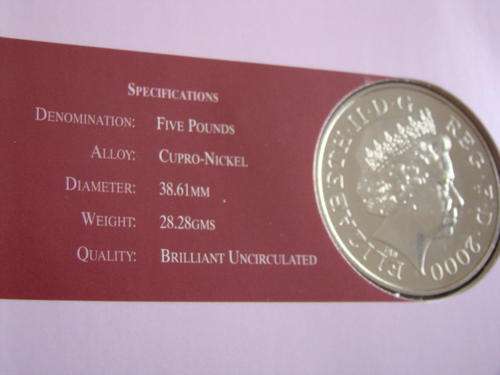 SPECIFICATIONS
DENOMINATION: FIVE POUNDS
ALLOY: CUPRO-NICKEL
DIAMETER: 38.61MM
WEIGHT: 28.28GMS
QUALITY: BRILLIANT UNCIRCULATED
ELIZABETH·II·D·G REG·F·D 2000